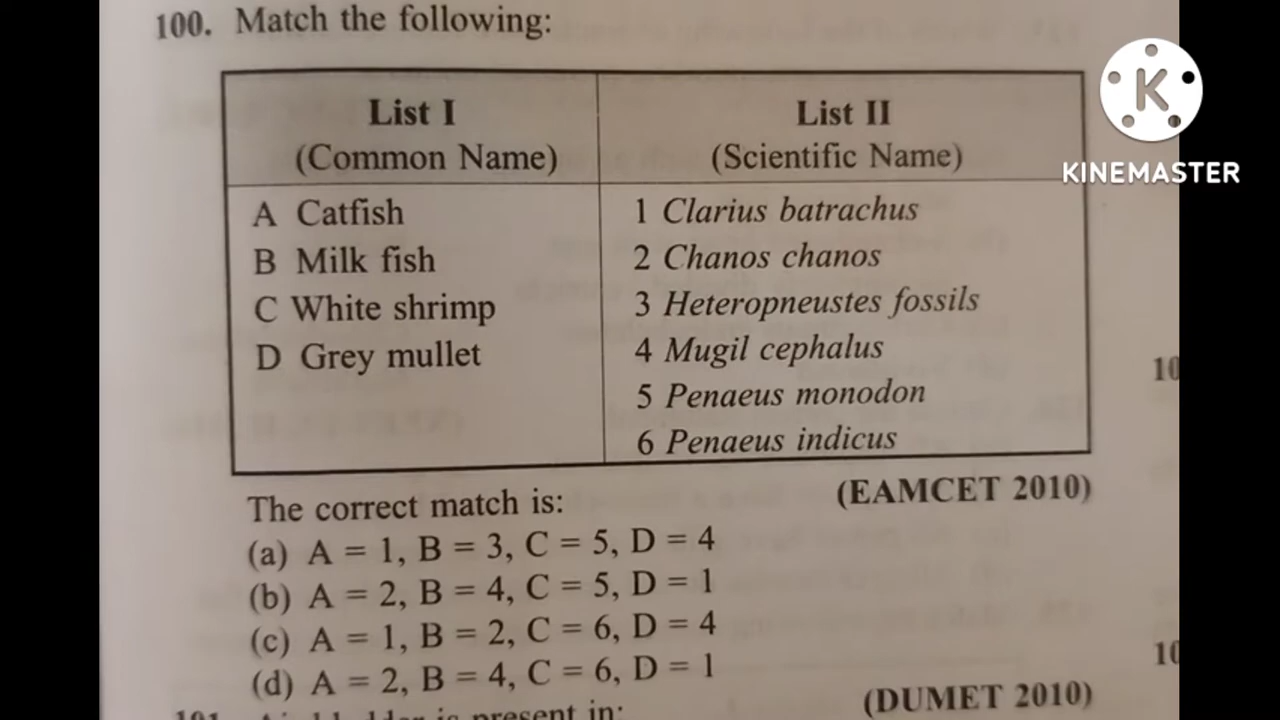 100. Match the following:
List I List II
(Common Name) (Scientific Name)
A Catfish 1 Clarius batrachus
B Milk fish 2 Chanos chanos
C White shrimp 3 Heteropneustes fossils
D Grey mullet 4 Mugil cephalus
5 Penaeus monodon
6 Penaeus indicus
The correct match is: (EAMCET 2010)
(a) A = 1, B = 3, C = 5, D = 4
(b) A = 2, B = 4, C = 5, D = 1
(c) A = 1, B = 2, C = 6, D = 4
(d) A = 2, B = 4, C = 6, D = 1
(DUMET 2010)
is present in:
10
10
K
KINEMASTER